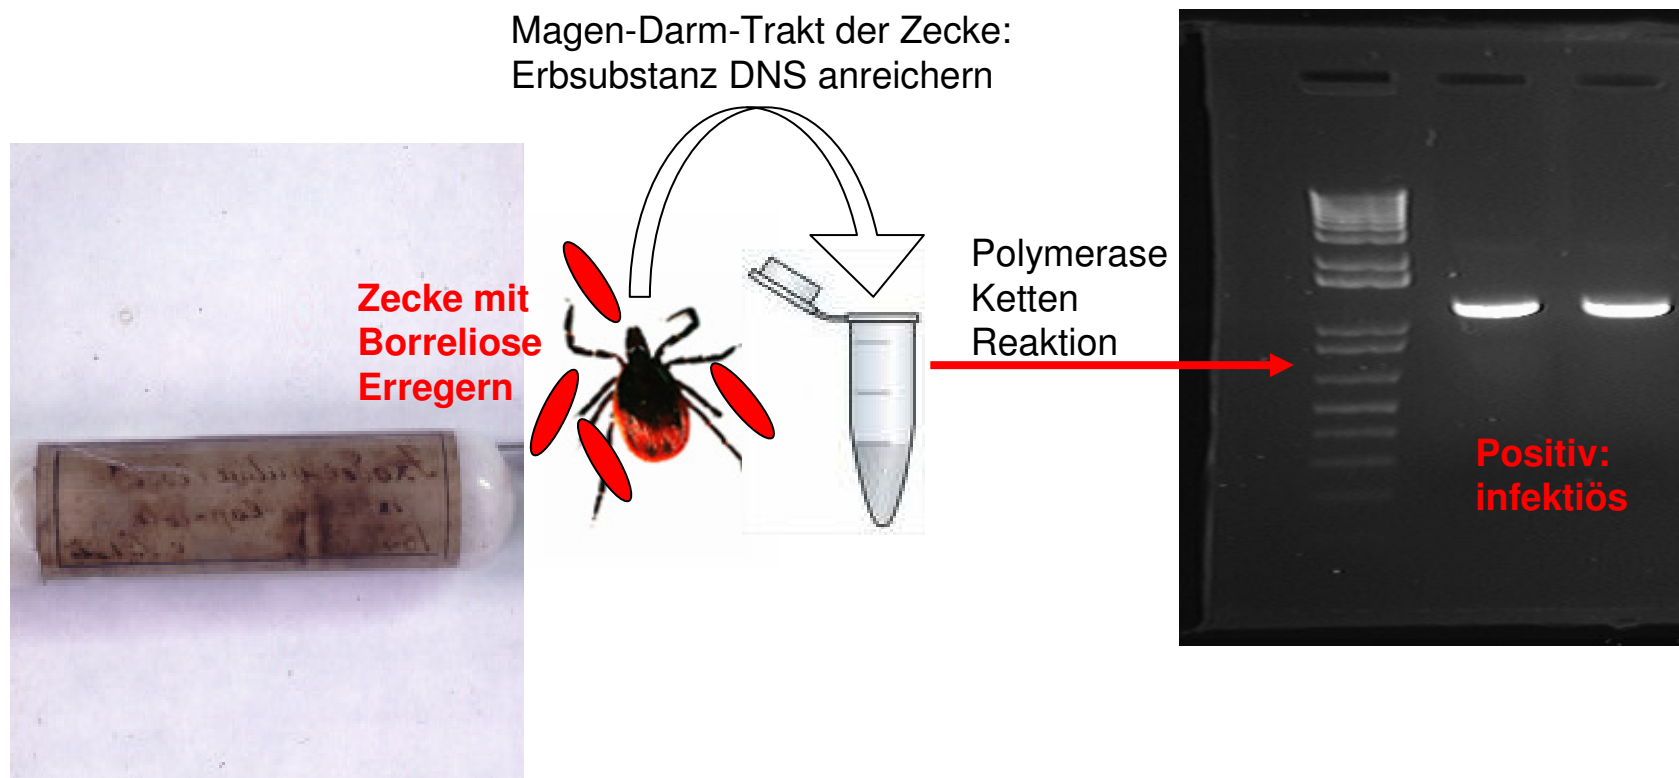 Magen-Darm-Trakt der Zecke:
Erbsubstanz DNS anreichern
Zecke mit
Borreliose
Erregern
Polymerase
Ketten
Reaktion
Positiv:
infektiös